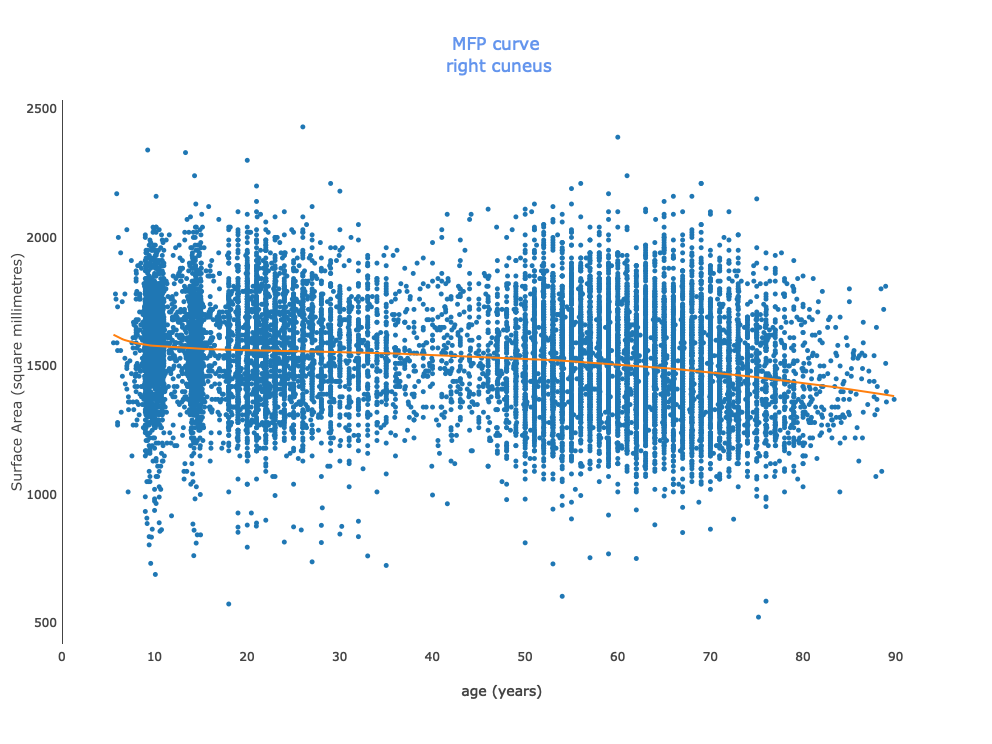 MFP curve
right cuneus
Surface Area (square millimetres)
2500
2000
1500
1000
500
0 10 20 30 40 50 60 70 80 90
age (years)